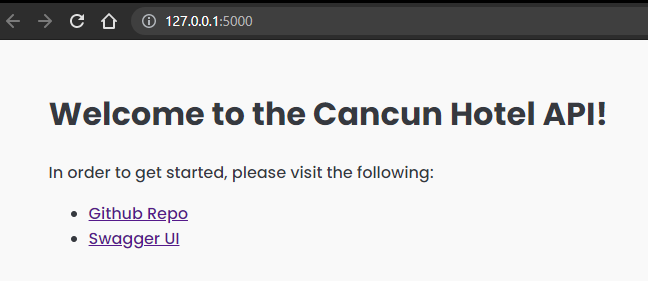 127.0.0.1:5000
Welcome to the Cancun Hotel API!
In order to get started, please visit the following:
Github Repo
Swagger UI